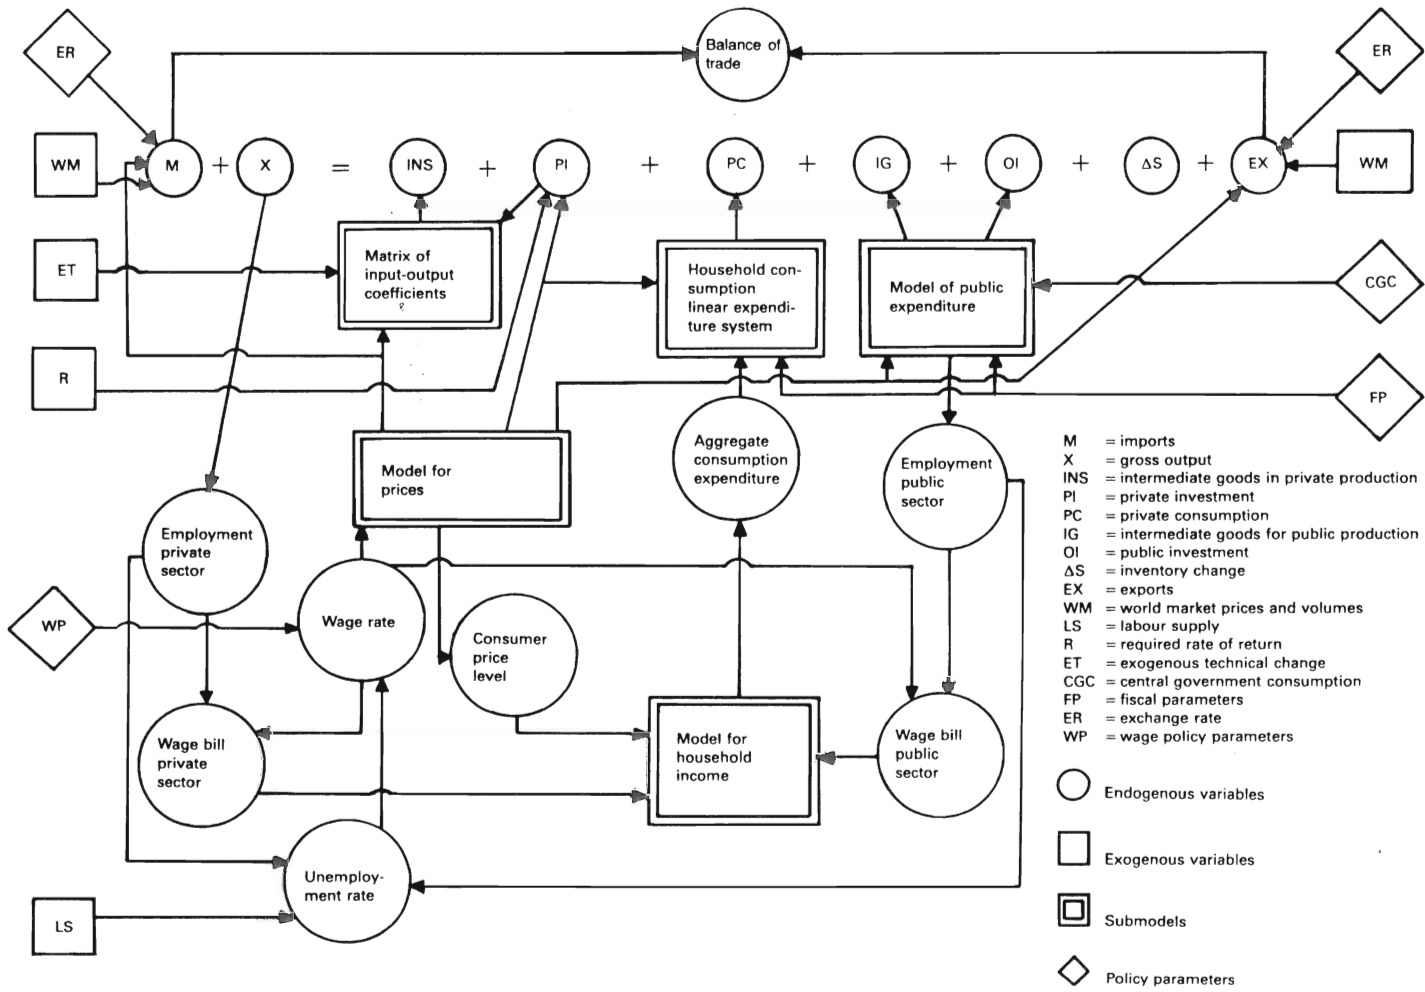 ER
Balance of
trade
ER
WM
M
+
X
=
INS
+
PI
+
PC
+
IG
+
OI
+
ΔS
+
EX
WM
ET
Matrix of
input-output
coefficients
Household con-
sumption
linear expendi-
ture system
Model of public
expenditure
CGC
R
FP
Model for
prices
Aggregate
consumption
expenditure
Employment
public
sector
Employment
private
sector
WP
Wage rate
Consumer
price
level
Wage bill
private
sector
Model for
household
income
Wage bill
public
sector
Unemploy-
ment rate
LS
M = imports
X = gross output
INS = intermediate goods in private production
PI = private investment
PC = private consumption
IG = intermediate goods for public production
OI = public investment
ΔS = inventory change
EX = exports
WM = world market prices and volumes
LS = labour supply
R = required rate of return
ET = exogenous technical change
CGC = central government consumption
FP = fiscal parameters
ER = exchange rate
WP = wage policy parameters
Endogenous variables
Exogenous variables
Submodels
Policy parameters